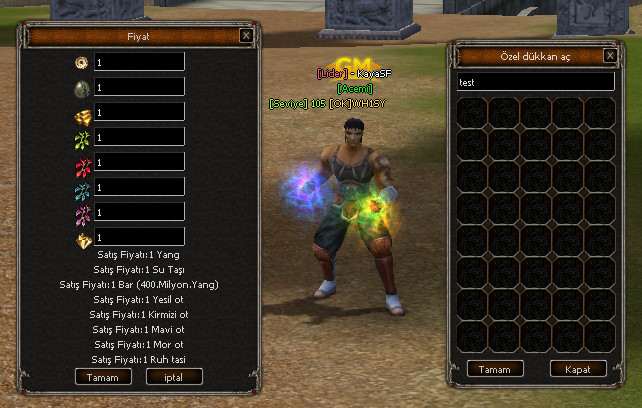 Fiyat
1
1
1
1
1
1
1
1
Satış Fiyatı:1 Yang
Satış Fiyatı:1 Su Taşı
Satış Fiyatı:1 Bar (400.Milyon.Yang)
Satış Fiyatı:1 Yesil ot
Satış Fiyatı:1 Kirmizi ot
Satış Fiyatı:1 Mavi ot
Satış Fiyatı:1 Mor ot
Satış Fiyatı:1 Ruh tasi
Tamam
iptal
GM
[Lider] - KayaSF
[Acemi]
[Seviye] 105 [OK]WH1SY
Özel dükkan aç
test
Tamam
Kapat